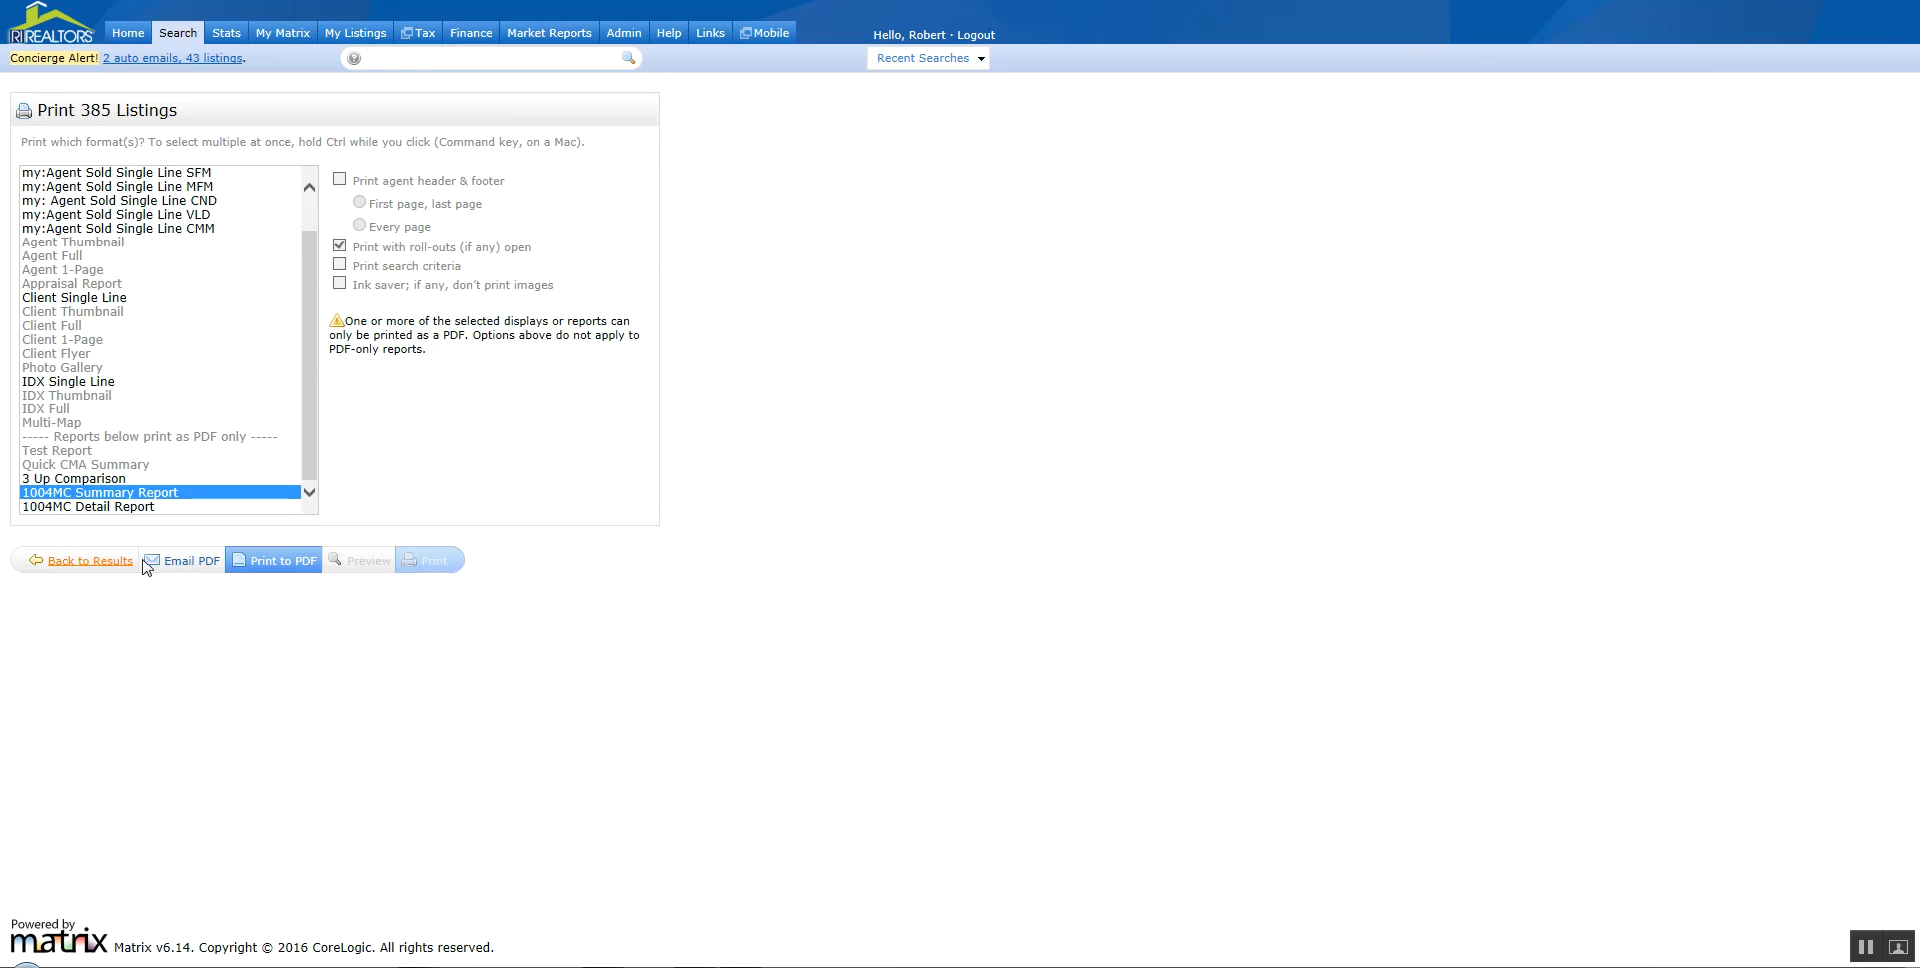 RIREALTORS
Home Search Stats My Matrix My Listings Tax Finance Market Reports Admin Help Links Mobile
Hello, Robert · Logout
Concierge Alert! 2 auto emails, 43 listings.
Recent Searches
Print 385 Listings
Print which format(s)? To select multiple at once, hold Ctrl while you click (Command key, on a Mac).
my:Agent Sold Single Line SFM
my:Agent Sold Single Line MFM
my: Agent Sold Single Line CND
my:Agent Sold Single Line VLD
my:Agent Sold Single Line CMM
Agent Thumbnail
Agent Full
Agent 1-Page
Appraisal Report
Client Single Line
Client Thumbnail
Client Full
Client 1-Page
Client Flyer
Photo Gallery
IDX Single Line
IDX Thumbnail
IDX Full
Multi-Map
----- Reports below print as PDF only -----
Test Report
Quick CMA Summary
3 Up Comparison
1004MC Summary Report
1004MC Detail Report
Print agent header & footer
First page, last page
Every page
Print with roll-outs (if any) open
Print search criteria
Ink saver; if any, don't print images
One or more of the selected displays or reports can
only be printed as a PDF. Options above do not apply to
PDF-only reports.
Back to Results Email PDF Print to PDF Preview Print
Powered by
matrix Matrix v6.14. Copyright © 2016 CoreLogic. All rights reserved.